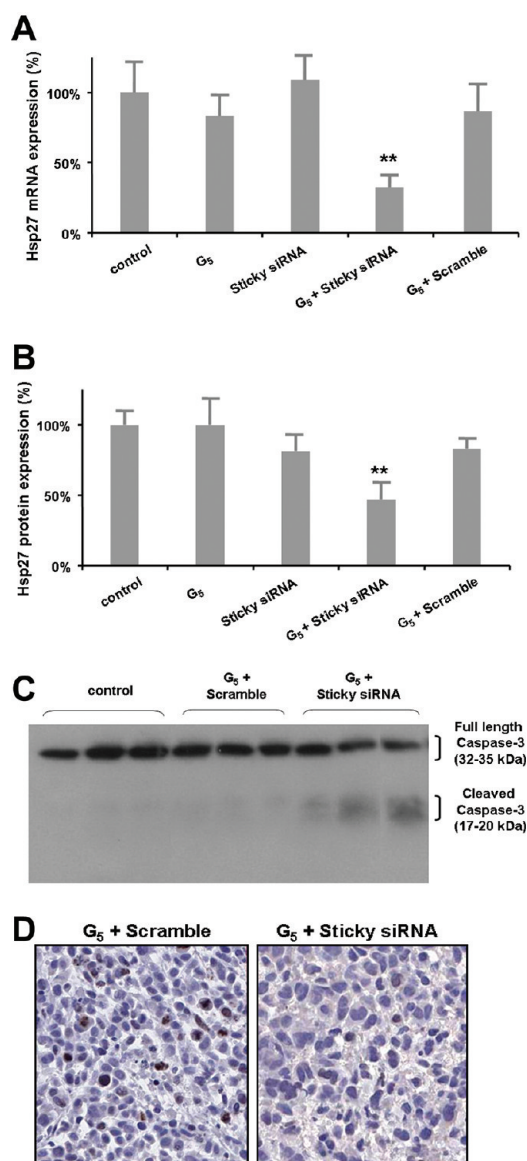 A
Hsp27 mRNA expression (%)
100%
50%
0%
**
control
G₅
Sticky siRNA
G₅ + Sticky siRNA
G₅ + Scramble
B
Hsp27 protein expression (%)
100%
50%
0%
**
control
G₅
Sticky siRNA
G₅ + Sticky siRNA
G₅ + Scramble
C
control
G₅ +
Scramble
G₅ +
Sticky siRNA
Full length
Caspase-3
(32-35 kDa)
Cleaved
Caspase-3
(17-20 kDa)
D
G₅ + Scramble
G₅ + Sticky siRNA